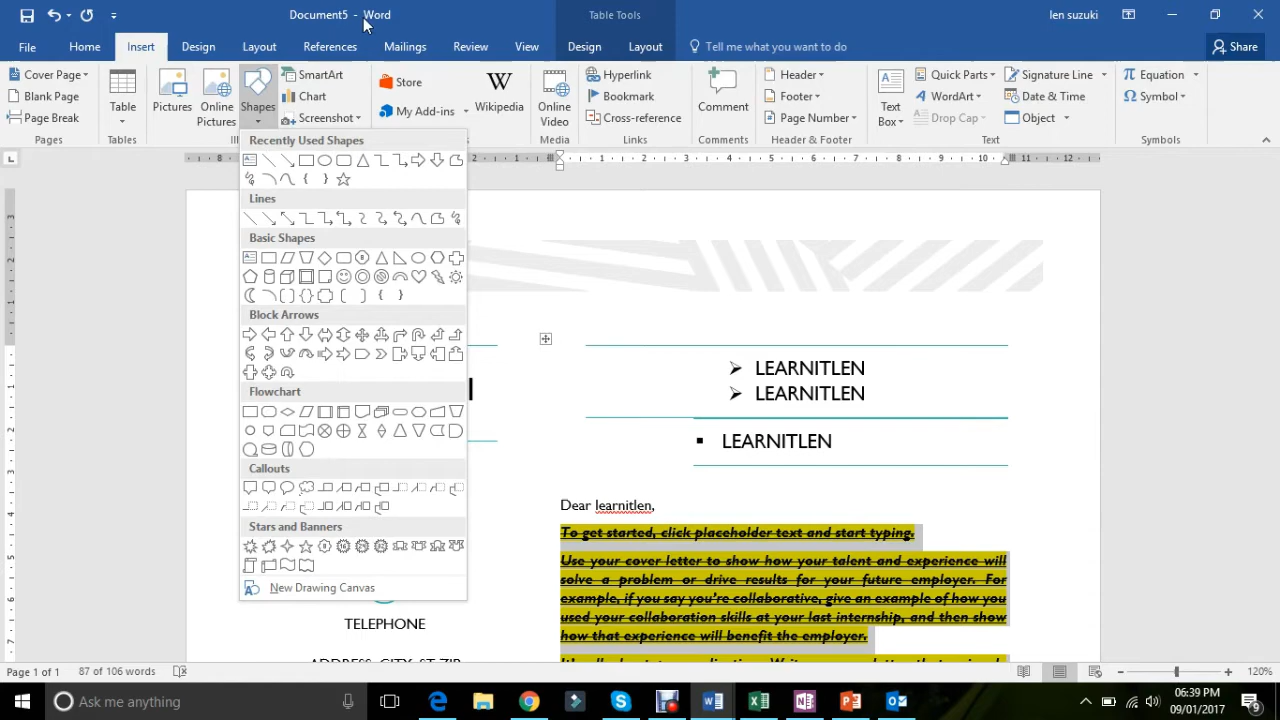 Document5 - Word
Table Tools
len suzuki
File
Home
Insert
Design
Layout
References
Mailings
Review
View
Design
Layout
Tell me what you want to do?
Share
Cover Page
Blank Page
Page Break
Pages
Table
Tables
Pictures
Online Pictures
Shapes
SmartArt
Chart
Screenshot
Store
My Add-ins
Wikipedia
Online Video
Media
Hyperlink
Bookmark
Cross-reference
Links
Comment
Comments
Header
Footer
Page Number
Header & Footer
Text Box
Quick Parts
WordArt
Drop Cap
Signature Line
Date & Time
Object
Text
Equation
Symbol
Symbols
Recently Used Shapes
Lines
Basic Shapes
Block Arrows
Flowchart
Callouts
Stars and Banners
New Drawing Canvas
LEARNITLEN
LEARNITLEN
LEARNITLEN
Dear learnitlen,
To get started, click placeholder text and start typing.
Use your cover letter to show how your talent and experience will
solve a problem or drive results for your future employer. For
example, if you say you're collaborative, give an example of how you
used your collaboration skills at your last internship, and then show
how that experience will benefit the employer.
TELEPHONE
Page 1 of 1
87 of 106 words
120%
Ask me anything
06:39 PM
09/01/2017